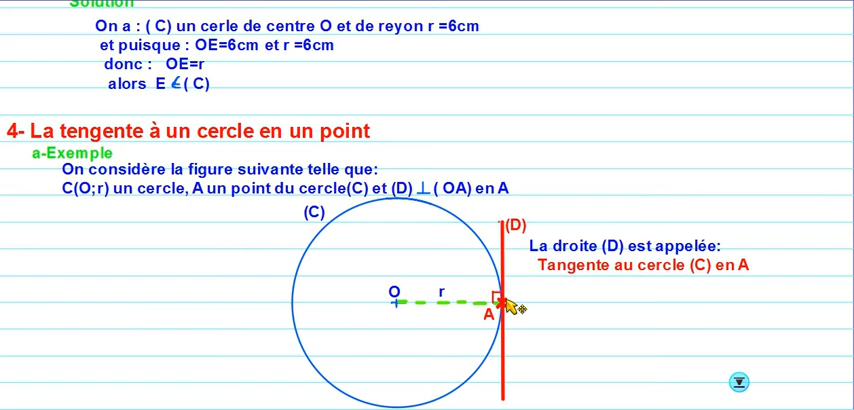 Solution
On a : ( C) un cerle de centre O et de reyon r =6cm
et puisque : OE=6cm et r =6cm
donc : OE=r
alors E ∈ ( C)
4- La tengente à un cercle en un point
a-Exemple
On considère la figure suivante telle que:
C(O;r) un cercle, A un point du cercle(C) et (D) ⊥ ( OA) en A
(C)
(D)
La droite (D) est appelée:
Tangente au cercle (C) en A
O r
A